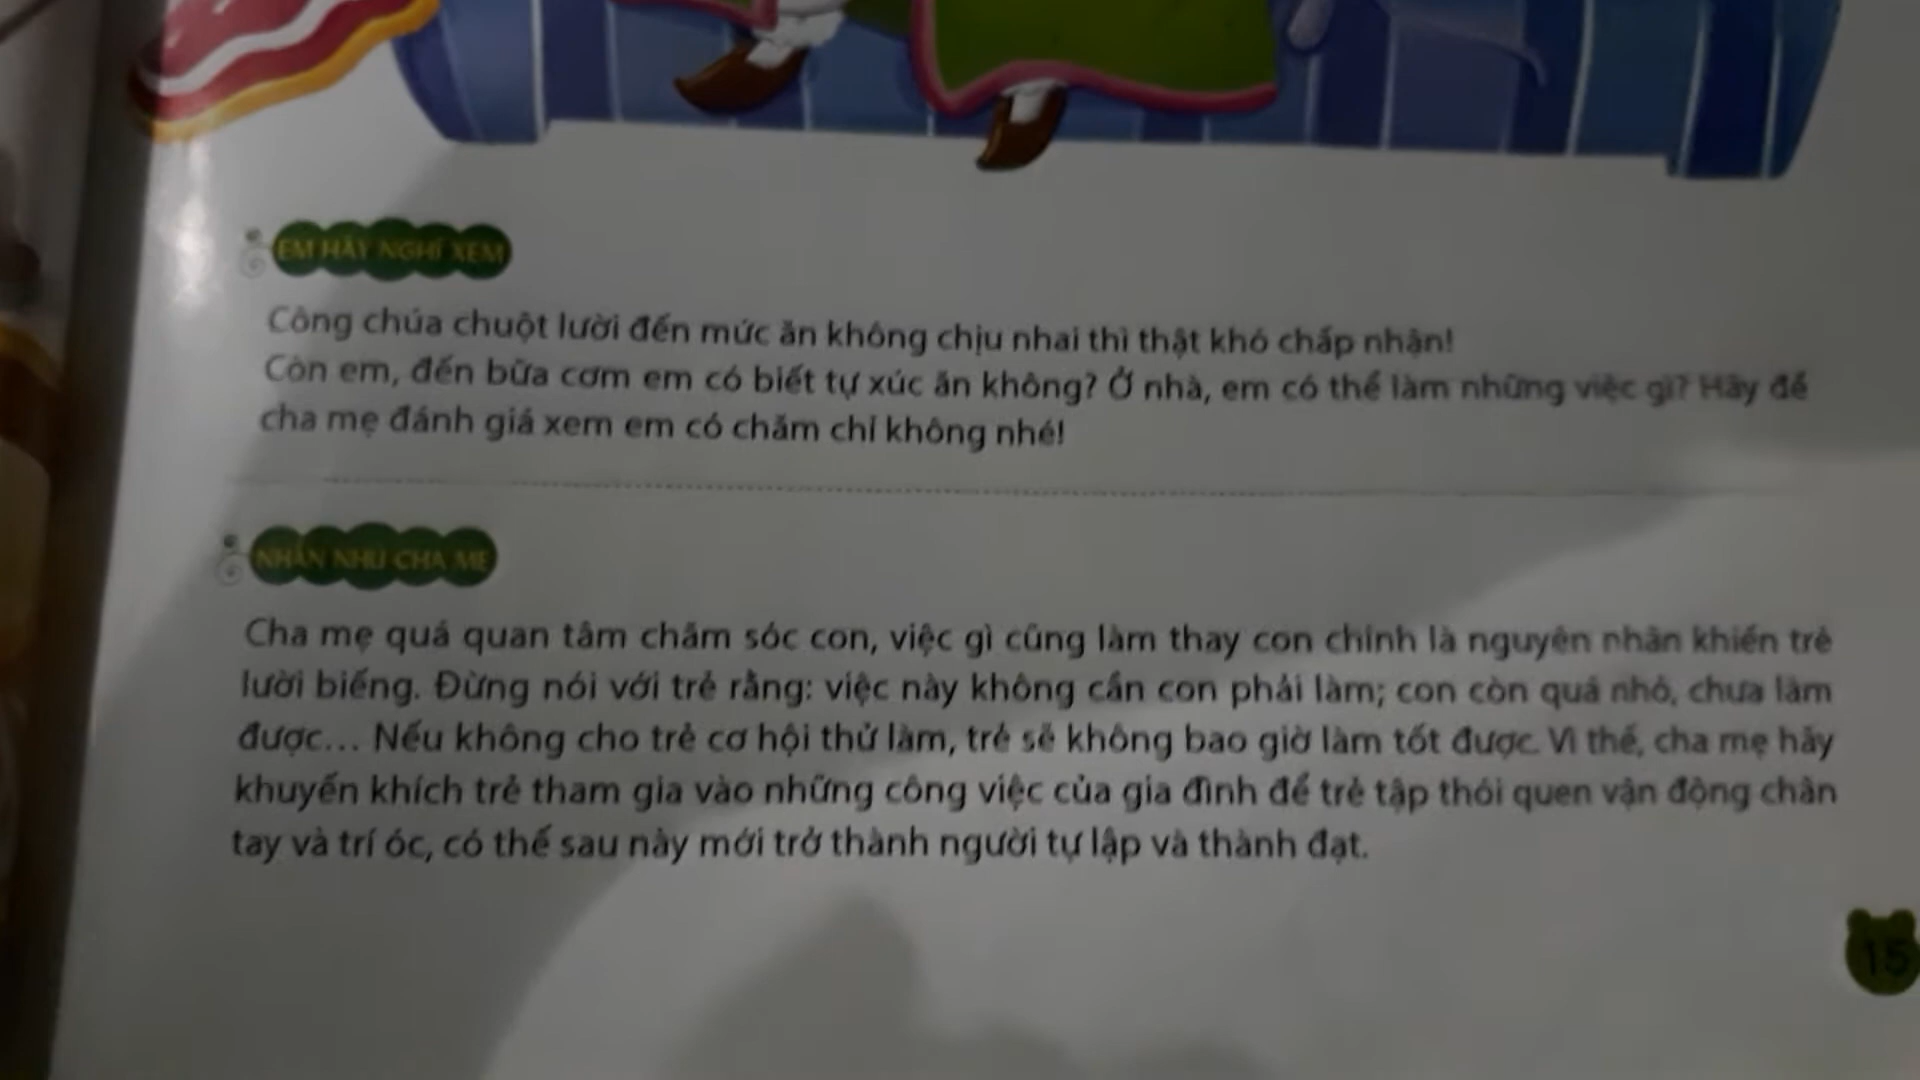 EM HÃY NGHĨ XEM
Công chúa chuột lười đến mức ăn không chịu nhai thì thật khó chấp nhận!
Còn em, đến bữa cơm em có biết tự xúc ăn không? Ở nhà, em có thể làm những việc gì? Hãy để
cha mẹ đánh giá xem em có chăm chỉ không nhé!
NHẮN NHỦ CHA MẸ
Cha mẹ quá quan tâm chăm sóc con, việc gì cũng làm thay con chính là nguyên nhân khiến trẻ
lười biếng. Đừng nói với trẻ rằng: việc này không cần con phải làm; con còn quá nhỏ, chưa làm
được... Nếu không cho trẻ cơ hội thử làm, trẻ sẽ không bao giờ làm tốt được. Vì thế, cha mẹ hãy
khuyến khích trẻ tham gia vào những công việc của gia đình để trẻ tập thói quen vận động chân
tay và trí óc, có thế sau này mới trở thành người tự lập và thành đạt.
15